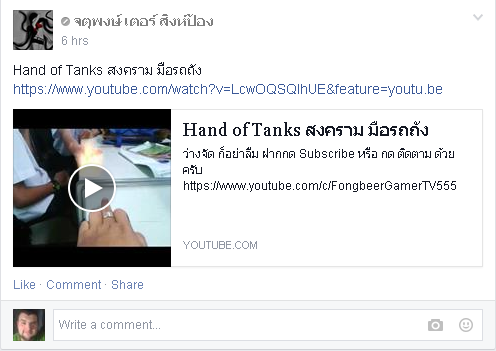 จตุพงษ์ เตอร์ สิงห์ป้อง
6 hrs
Hand of Tanks สงคราม มือรถถัง
https://www.youtube.com/watch?v=LcwOQSQlhUE&feature=youtu.be
Hand of Tanks สงคราม มือรถถัง
ว่างจัด ก็อย่าลืม ฝากกด Subscribe หรือ กด ติดตาม ด้วย
ครับ
https://www.youtube.com/c/FongbeerGamerTV555
YOUTUBE.COM
Like · Comment · Share
Write a comment...